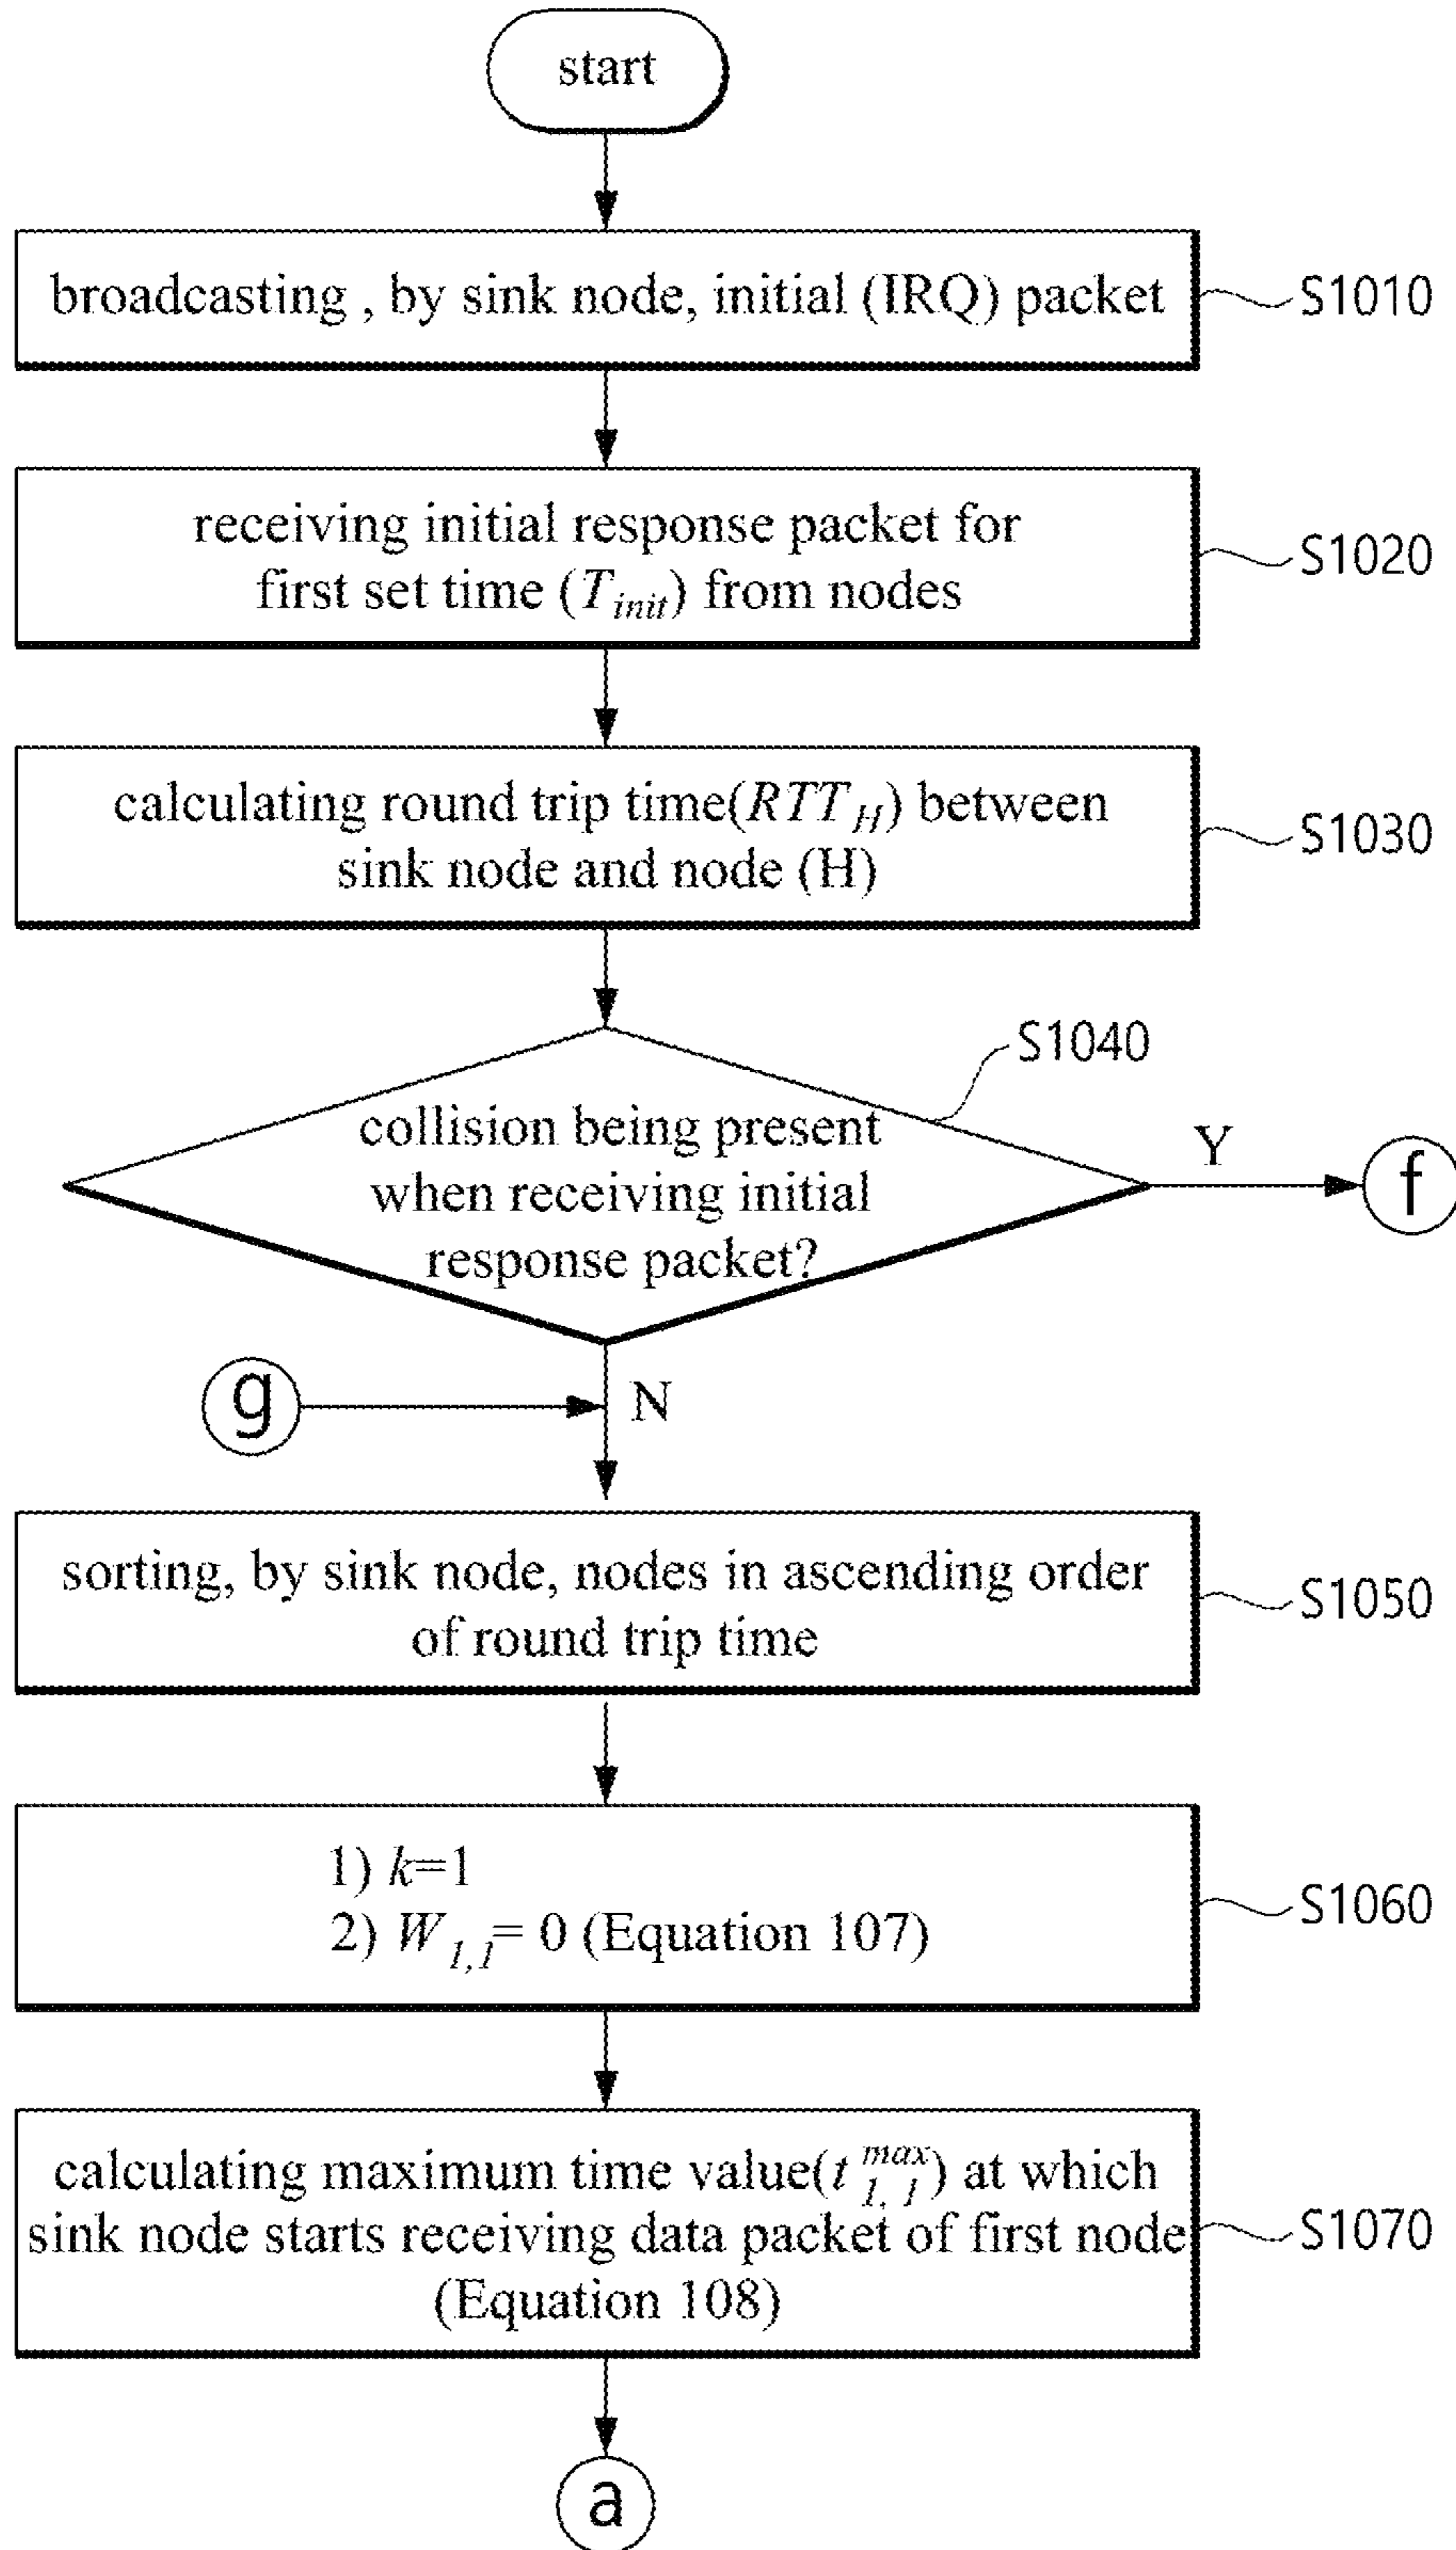 start
broadcasting , by sink node, initial (IRQ) packet
S1010
receiving initial response packet for
first set time (T_init) from nodes
S1020
calculating round trip time(RTT_H) between
sink node and node (H)
S1030
S1040
collision being present
when receiving initial
response packet?
Y
f
g
N
sorting, by sink node, nodes in ascending order
of round trip time
S1050
1) k=1
2) W_1,1= 0 (Equation 107)
S1060
calculating maximum time value(t_1, 1^max) at which
sink node starts receiving data packet of first node
(Equation 108)
S1070
a